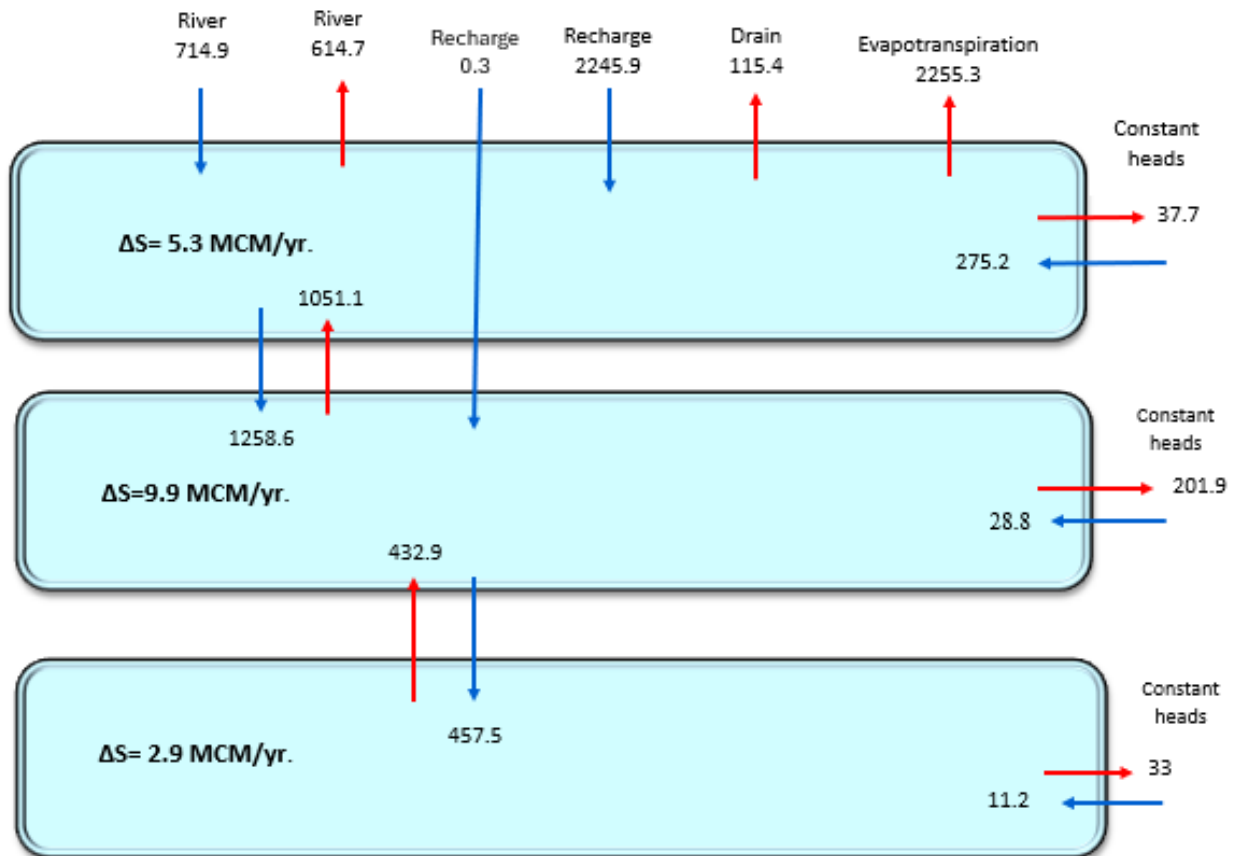 River
714.9
River
614.7
Recharge
0.3
Recharge
2245.9
Drain
115.4
Evapotranspiration
2255.3
Constant
heads
37.7
ΔS= 5.3 MCM/yr.
275.2
1051.1
1258.6
Constant
heads
201.9
ΔS=9.9 MCM/yr.
28.8
432.9
457.5
Constant
heads
33
ΔS= 2.9 MCM/yr.
11.2